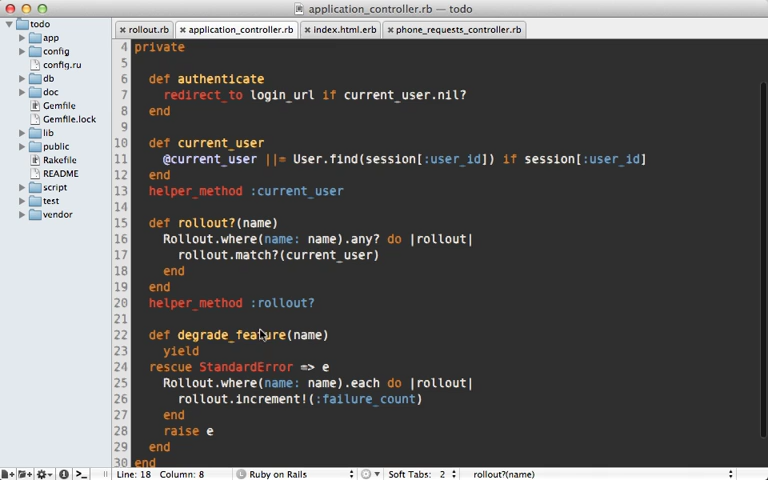 application_controller.rb — todo
todo
app
config
config.ru
db
doc
Gemfile
Gemfile.lock
lib
public
Rakefile
README
script
test
vendor
rollout.rb
application_controller.rb
index.html.erb
phone_requests_controller.rb
4 private
5
6 def authenticate
7 redirect_to login_url if current_user.nil?
8 end
9
10 def current_user
11 @current_user ||= User.find(session[:user_id]) if session[:user_id]
12 end
13 helper_method :current_user
14
15 def rollout?(name)
16 Rollout.where(name: name).any? do |rollout|
17 rollout.match?(current_user)
18 end
19 end
20 helper_method :rollout?
21
22 def degrade_feature(name)
23 yield
24 rescue StandardError => e
25 Rollout.where(name: name).each do |rollout|
26 rollout.increment!(:failure_count)
27 end
28 raise e
29 end
30 end
Line: 18 Column: 8 Ruby on Rails Soft Tabs: 2 rollout?(name)